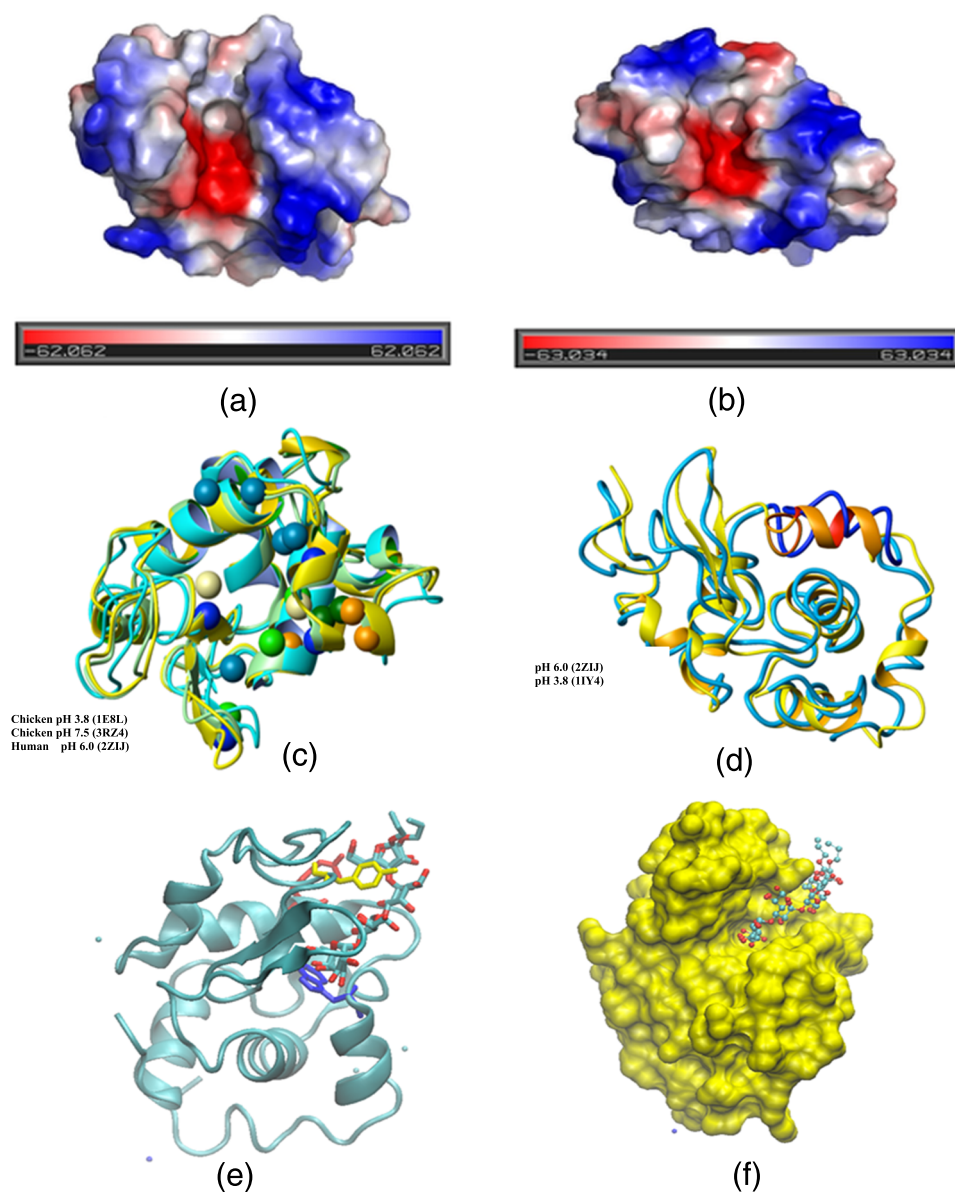 -62.062 62.062
-63.034 63.034
(a)
(b)
Chicken pH 3.8 (1E8L)
Chicken pH 7.5 (3RZ4)
Human pH 6.0 (2ZIJ)
(c)
pH 6.0 (2ZIJ)
pH 3.8 (1IY4)
(d)
(e)
(f)